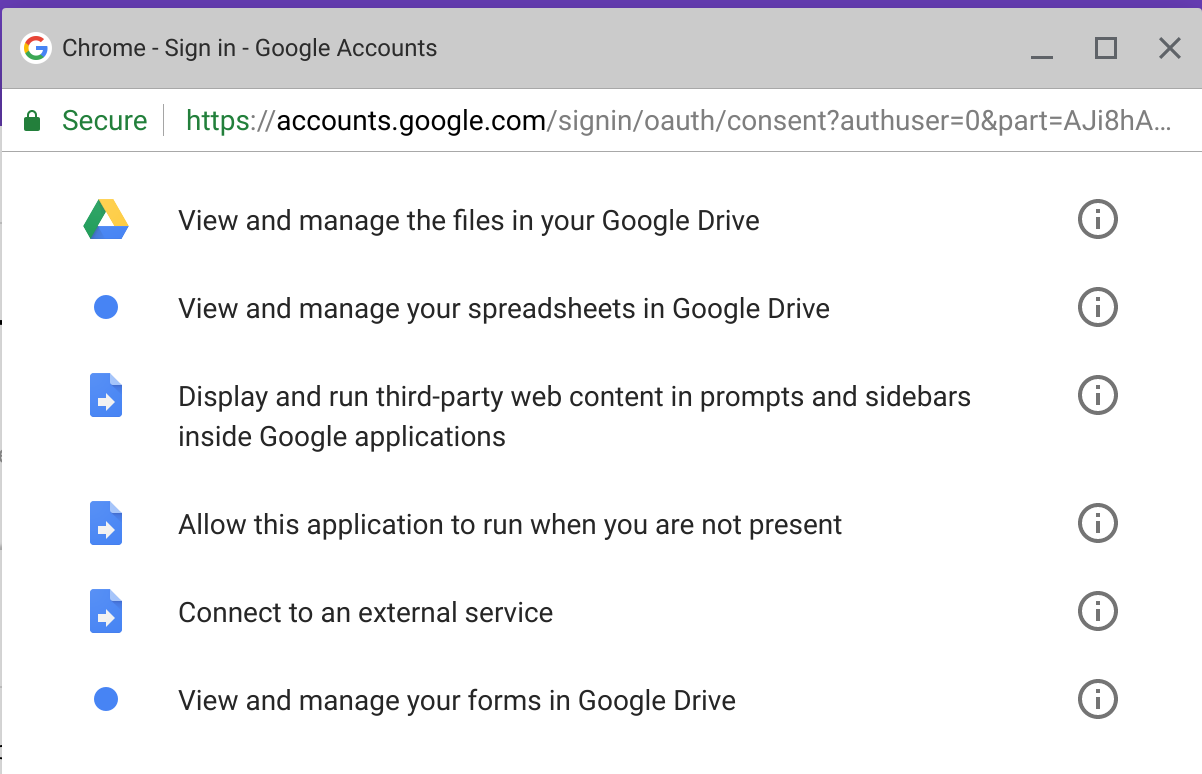 Chrome - Sign in - Google Accounts
Secure https://accounts.google.com/signin/oauth/consent?authuser=0&part=AJi8hA...
View and manage the files in your Google Drive
View and manage your spreadsheets in Google Drive
Display and run third-party web content in prompts and sidebars
inside Google applications
Allow this application to run when you are not present
Connect to an external service
View and manage your forms in Google Drive